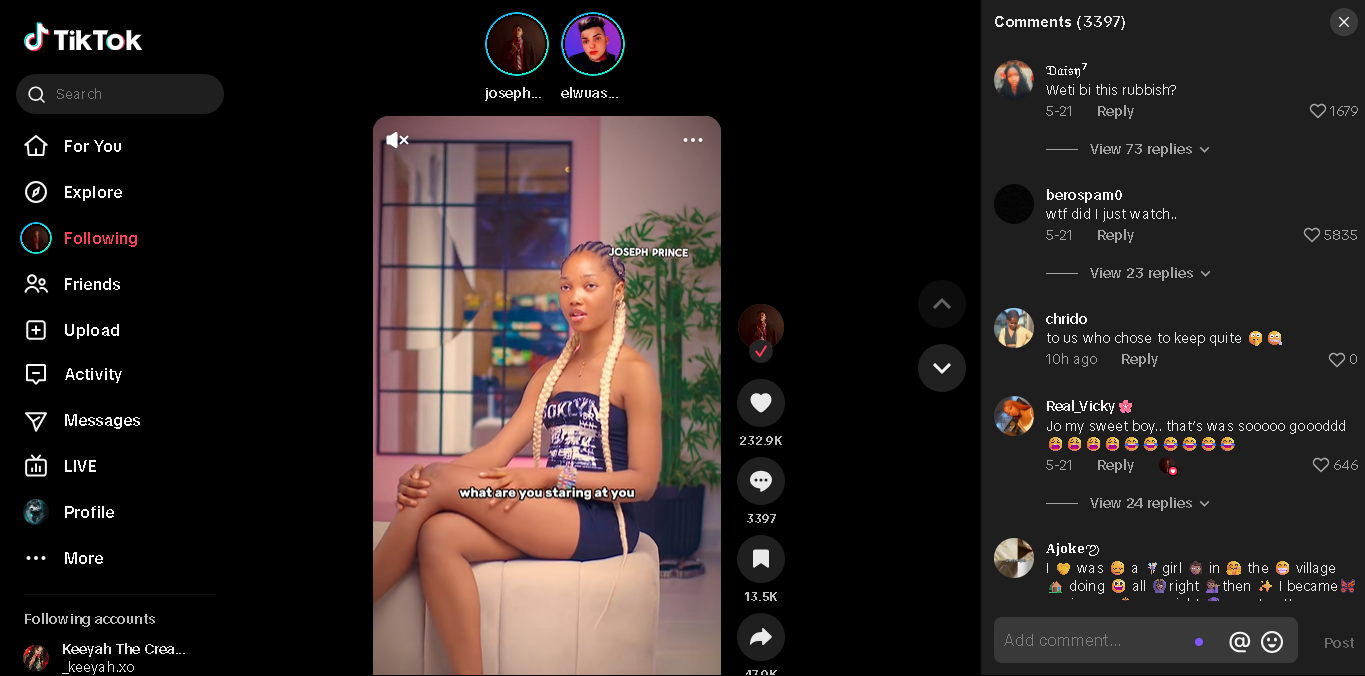 TikTok
Search
For You
Explore
Following
Friends
Upload
Activity
Messages
LIVE
Profile
More
Following accounts
Keeyah The Crea...
_keeyah.xo
joseph...
elwuas...
JOSEPH PRINCE
what are you staring at you
232.9K
3397
13.5K
Comments (3397)
𝔇𝔞𝔦𝔰𝔶⁷
Weti bi this rubbish?
5-21 Reply 1679
View 73 replies
berospam0
wtf did I just watch..
5-21 Reply 5835
View 23 replies
chrido
to us who chose to keep quite 🤫 🤐
10h ago Reply 0
Real_Vicky🌸
Jo my sweet boy.. that's was sooooo goooddd
😩 😩 😩 😩 😂 😂 😂 😂 😂 😂
5-21 Reply 646
View 24 replies
Ajoke
I 💛 was 😅 a girl in 🤗 the 😁 village
🏠 doing 😃 all right then ✨ I became🦋
Add comment...
@
Post